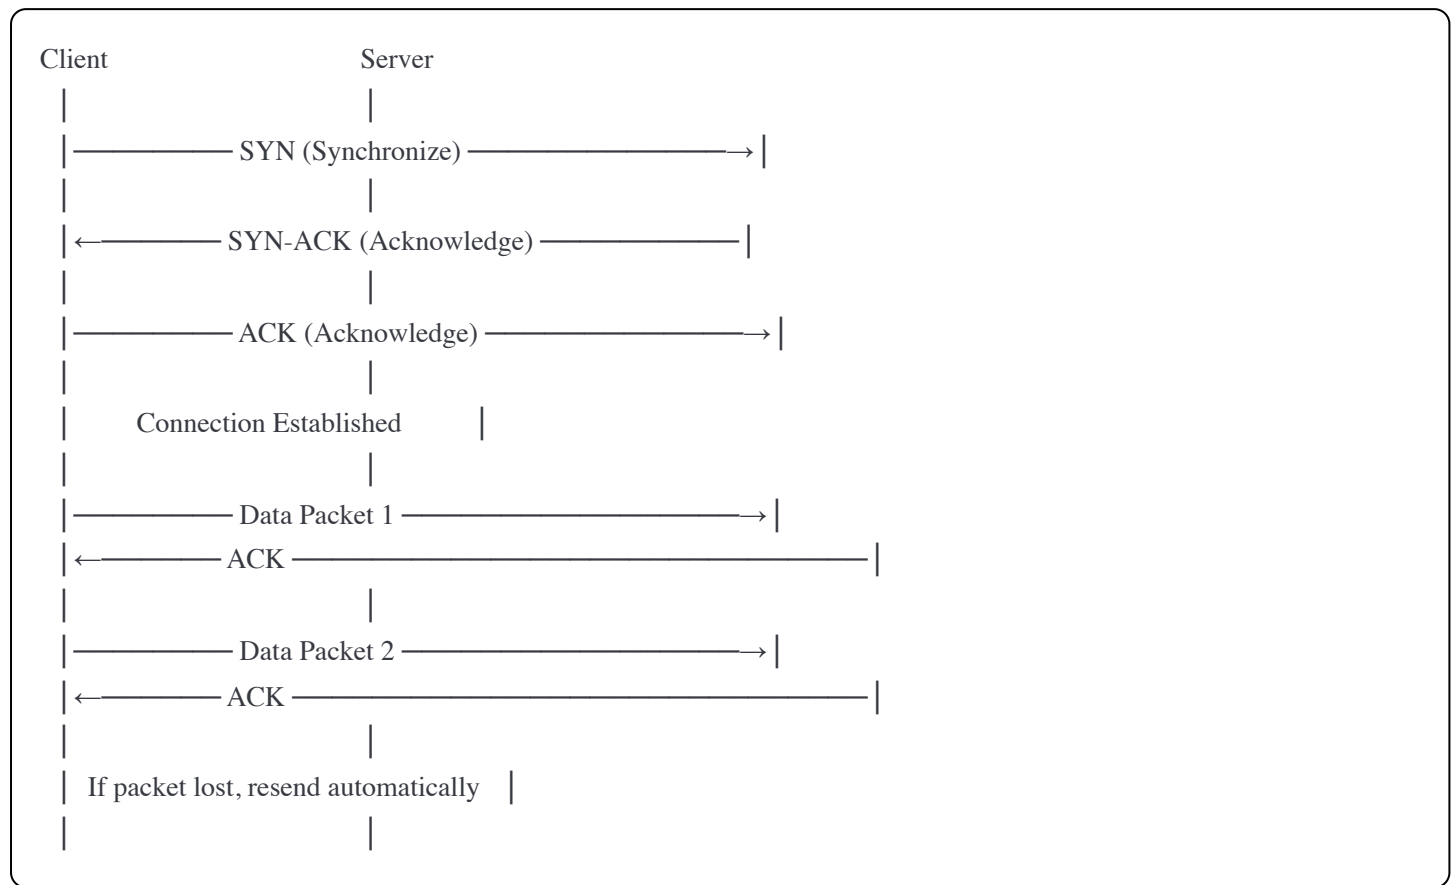 Client Server
SYN (Synchronize) →
← SYN-ACK (Acknowledge)
ACK (Acknowledge) →
Connection Established
Data Packet 1 →
← ACK
Data Packet 2 →
← ACK
If packet lost, resend automatically